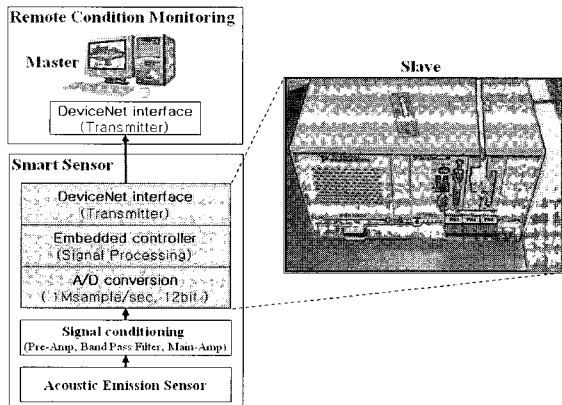 Remote Condition Monitoring
Master
DeviceNet interface
(Transmitter)
Smart Sensor
DeviceNet interface
(Transmitter)
Embedded controller
(Signal Processing)
A/D conversion
( 1Msample/sec, 12bit )
Signal conditioning
(Pre-Amp, Band Pass Filter, Main-Amp)
Acoustic Emission Sensor
Slave